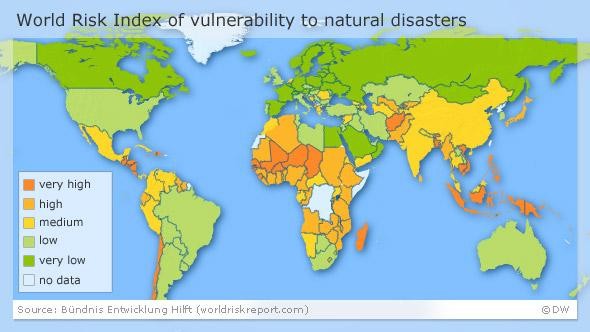 World Risk Index of vulnerability to natural disasters
very high
high
medium
low
very low
no data
Source: Bündnis Entwicklung Hilft (worldriskreport.com)
©DW